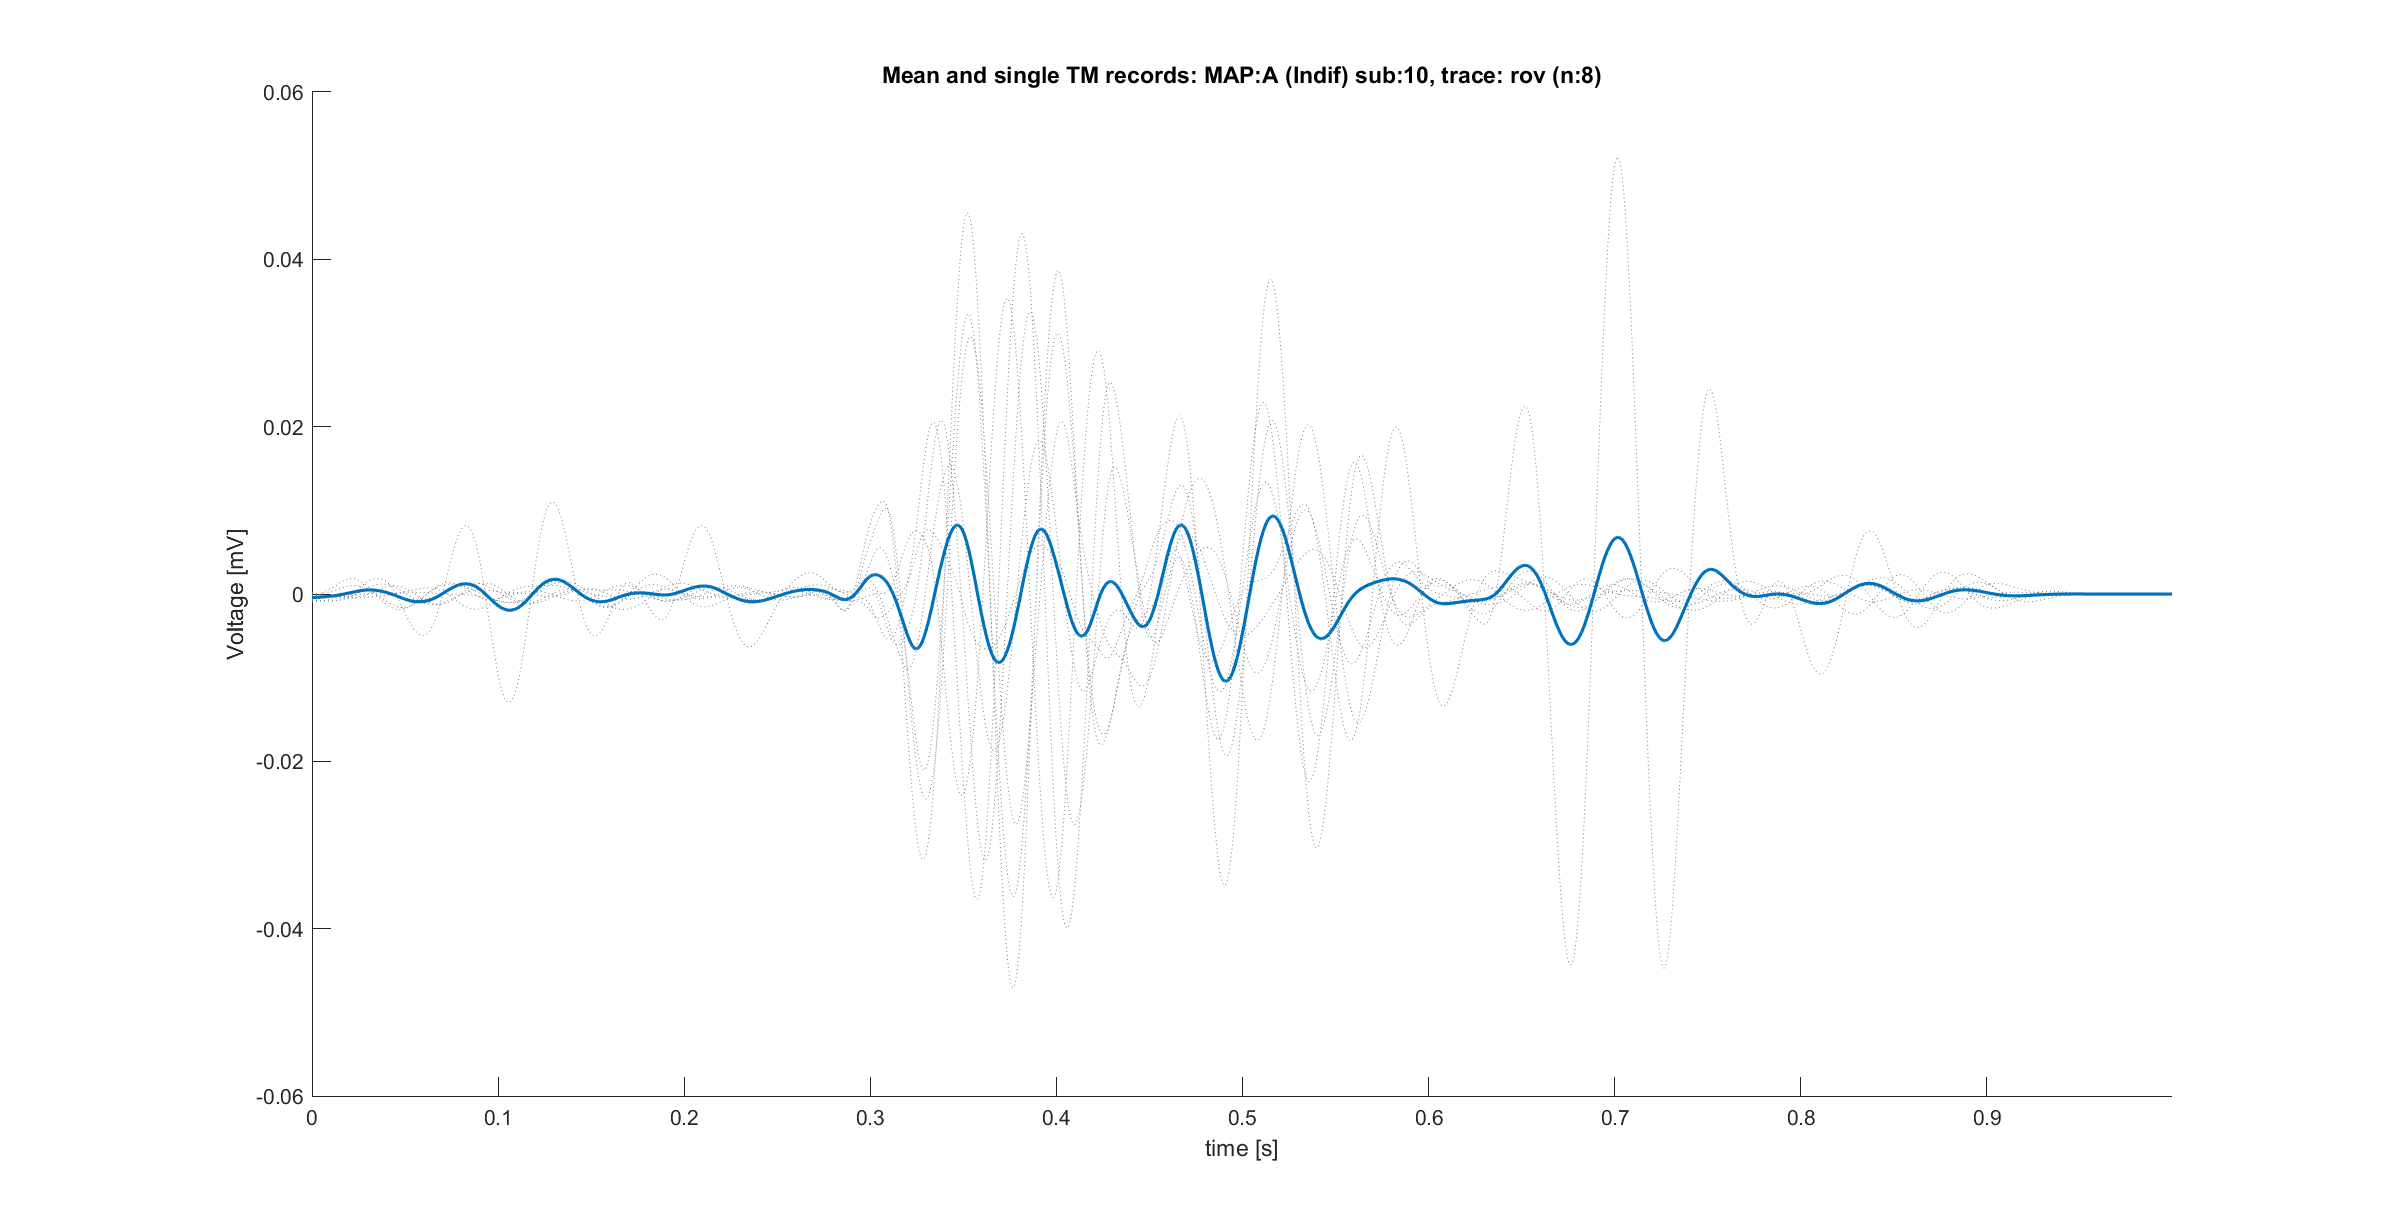 Mean and single TM records: MAP:A (Indif) sub:10, trace: rov (n:8)
0.06
0.04
0.02
0
-0.02
-0.04
-0.06
Voltage [mV]
0 0.1 0.2 0.3 0.4 0.5 0.6 0.7 0.8 0.9
time [s]